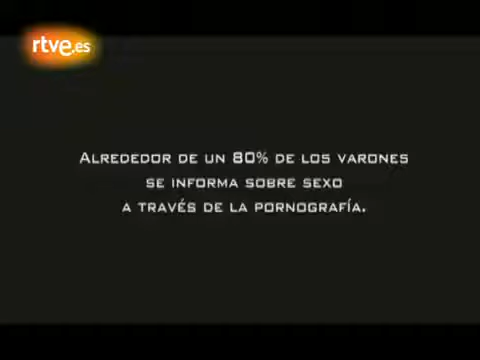 rtve.es
ALREDEDOR DE UN 80% DE LOS VARONES
SE INFORMA SOBRE SEXO
A TRAVÉS DE LA PORNOGRAFÍA.